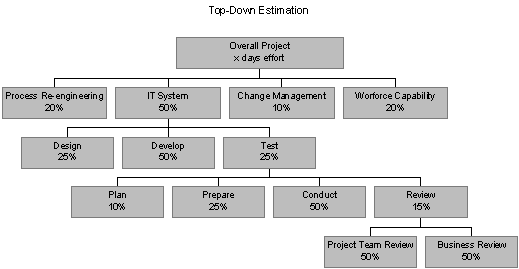 Top-Down Estimation
Overall Project
x days effort
Process Re-engineering
20%
IT System
50%
Change Management
10%
Worforce Capability
20%
Design
25%
Develop
50%
Test
25%
Plan
10%
Prepare
25%
Conduct
50%
Review
15%
Project Team Review
50%
Business Review
50%